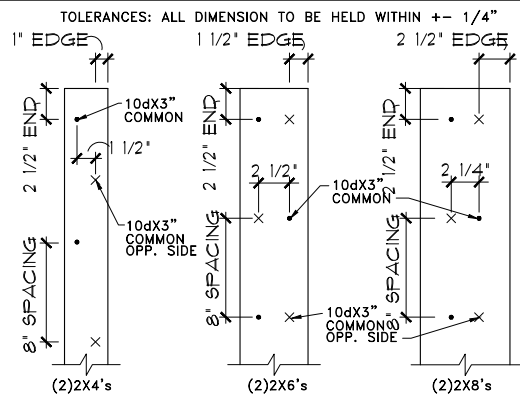 TOLERANCES: ALL DIMENSION TO BE HELD WITHIN +- 1/4"
1" EDGE
1 1/2" EDGE
2 1/2" EDGE
2 1/2" END
10dX3"
COMMON
1 1/2"
10dX3"
COMMON
OPP. SIDE
8" SPACING
(2)2X4's
2 1/2" END
2 1/2"
10dX3"
COMMON
8" SPACING
10dX3"
COMMON
OPP. SIDE
(2)2X6's
2 1/2" END
2 1/4"
8" SPACING
(2)2X8's